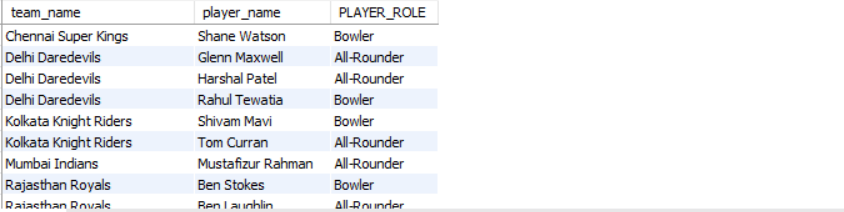 team_name player_name PLAYER_ROLE
Chennai Super Kings Shane Watson Bowler
Delhi Daredevils Glenn Maxwell All-Rounder
Delhi Daredevils Harshal Patel All-Rounder
Delhi Daredevils Rahul Tewatia Bowler
Kolkata Knight Riders Shivam Mavi Bowler
Kolkata Knight Riders Tom Curran All-Rounder
Mumbai Indians Mustafizur Rahman All-Rounder
Rajasthan Royals Ben Stokes Bowler
Rajasthan Royals Ben Laughlin All-Rounder